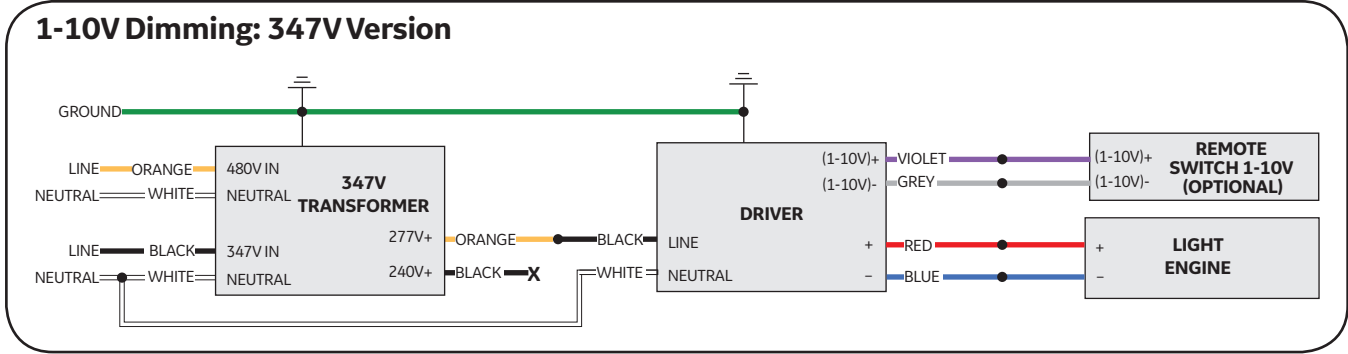 1-10V Dimming: 347V Version
GROUND
LINE ORANGE 480V IN
NEUTRAL WHITE NEUTRAL
347V
TRANSFORMER
LINE BLACK 347V IN
NEUTRAL WHITE NEUTRAL
277V+ ORANGE BLACK LINE
240V+ BLACK X WHITE NEUTRAL
DRIVER
(1-10V)+ VIOLET (1-10V)+
(1-10V)- GREY (1-10V)-
REMOTE
SWITCH 1-10V
(OPTIONAL)
+ RED +
– BLUE –
LIGHT
ENGINE